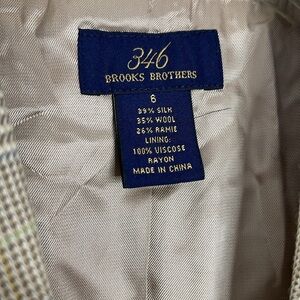 346
BROOKS BROTHERS
6
39% SILK
35% WOOL
26% RAMIE
LINING:
100% VISCOSE
RAYON
MADE IN CHINA